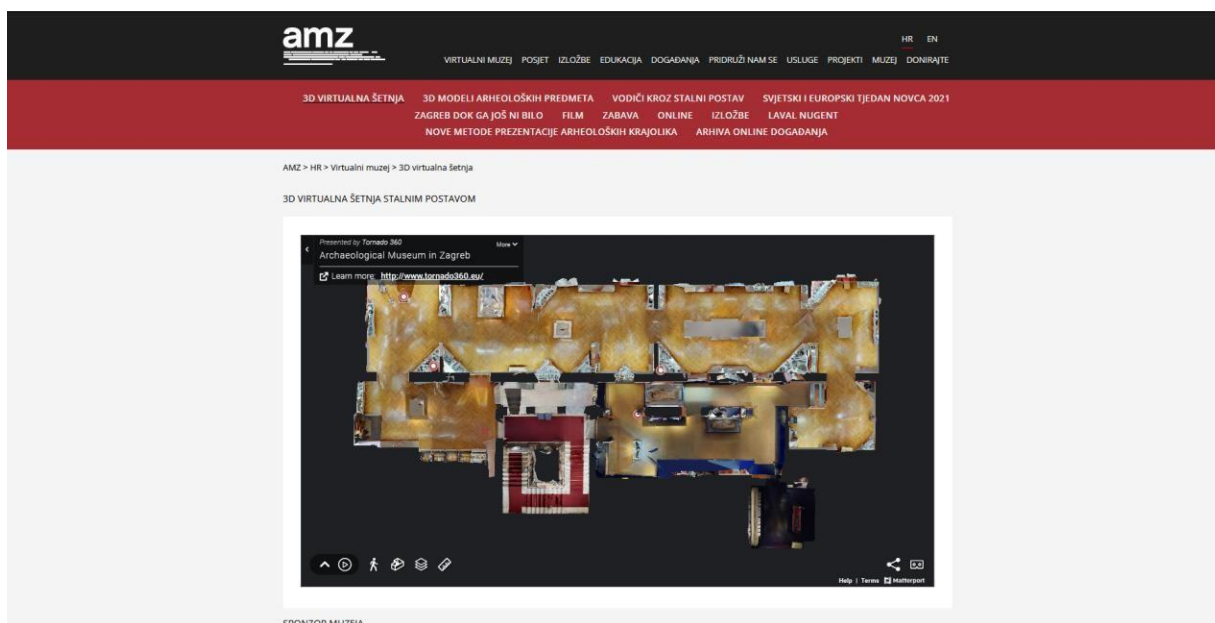 amz
HR EN
VIRTUALNI MUZEJ POSJET IZLOŽBE EDUKACIJA DOGAĐANJA PRIDRUŽI NAM SE USLUGE PROJEKTI MUZEJ DONIRAJTE
3D VIRTUALNA ŠETNJA 3D MODELI ARHEOLOŠKIH PREDMETA VODIČI KROZ STALNI POSTAV SVJETSKI I EUROPSKI TJEDAN NOVCA 2021
ZAGREB DOK GA JOŠ NI BILO FILM ZABAVA ONLINE IZLOŽBE LAVAL NUGENT
NOVE METODE PREZENTACIJE ARHEOLOŠKIH KRAJOLIKA ARHIVA ONLINE DOGAĐANJA
AMZ > HR > Virtualni muzej > 3D virtualna šetnja
3D VIRTUALNA ŠETNJA STALNIM POSTAVOM
Presented by Tornado 360 More
Archaeological Museum in Zagreb
Learn more: http://www.tornado360.eu/
Help | Terms Matterport
SPONZOR MUZEJA